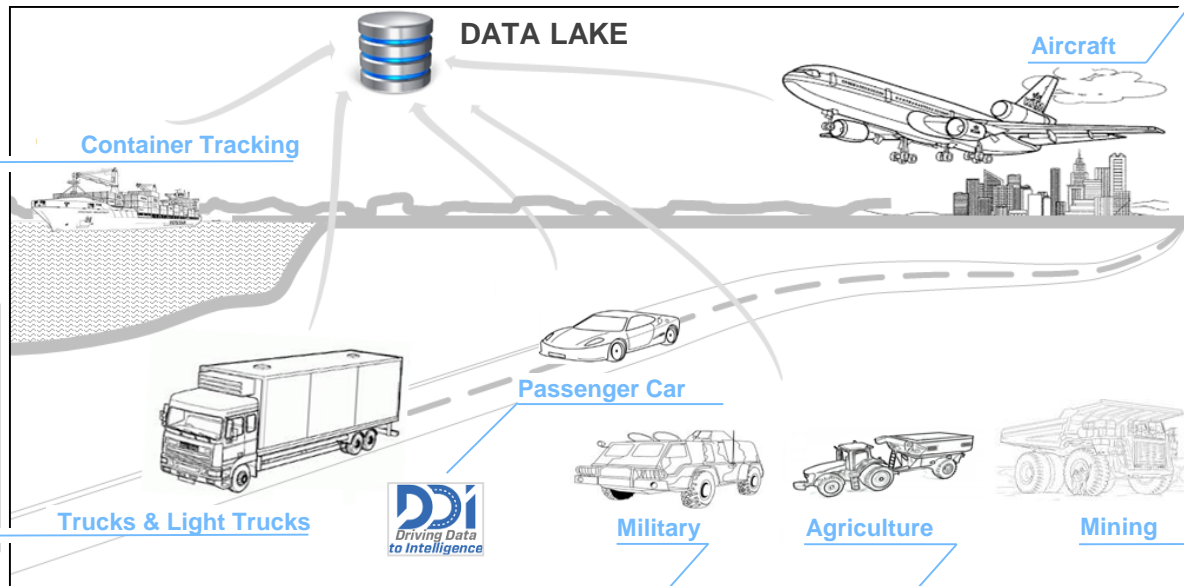 DATA LAKE
Aircraft
Container Tracking
Passenger Car
DDI
Driving Data
to Intelligence
Trucks & Light Trucks
Military
Agriculture
Mining